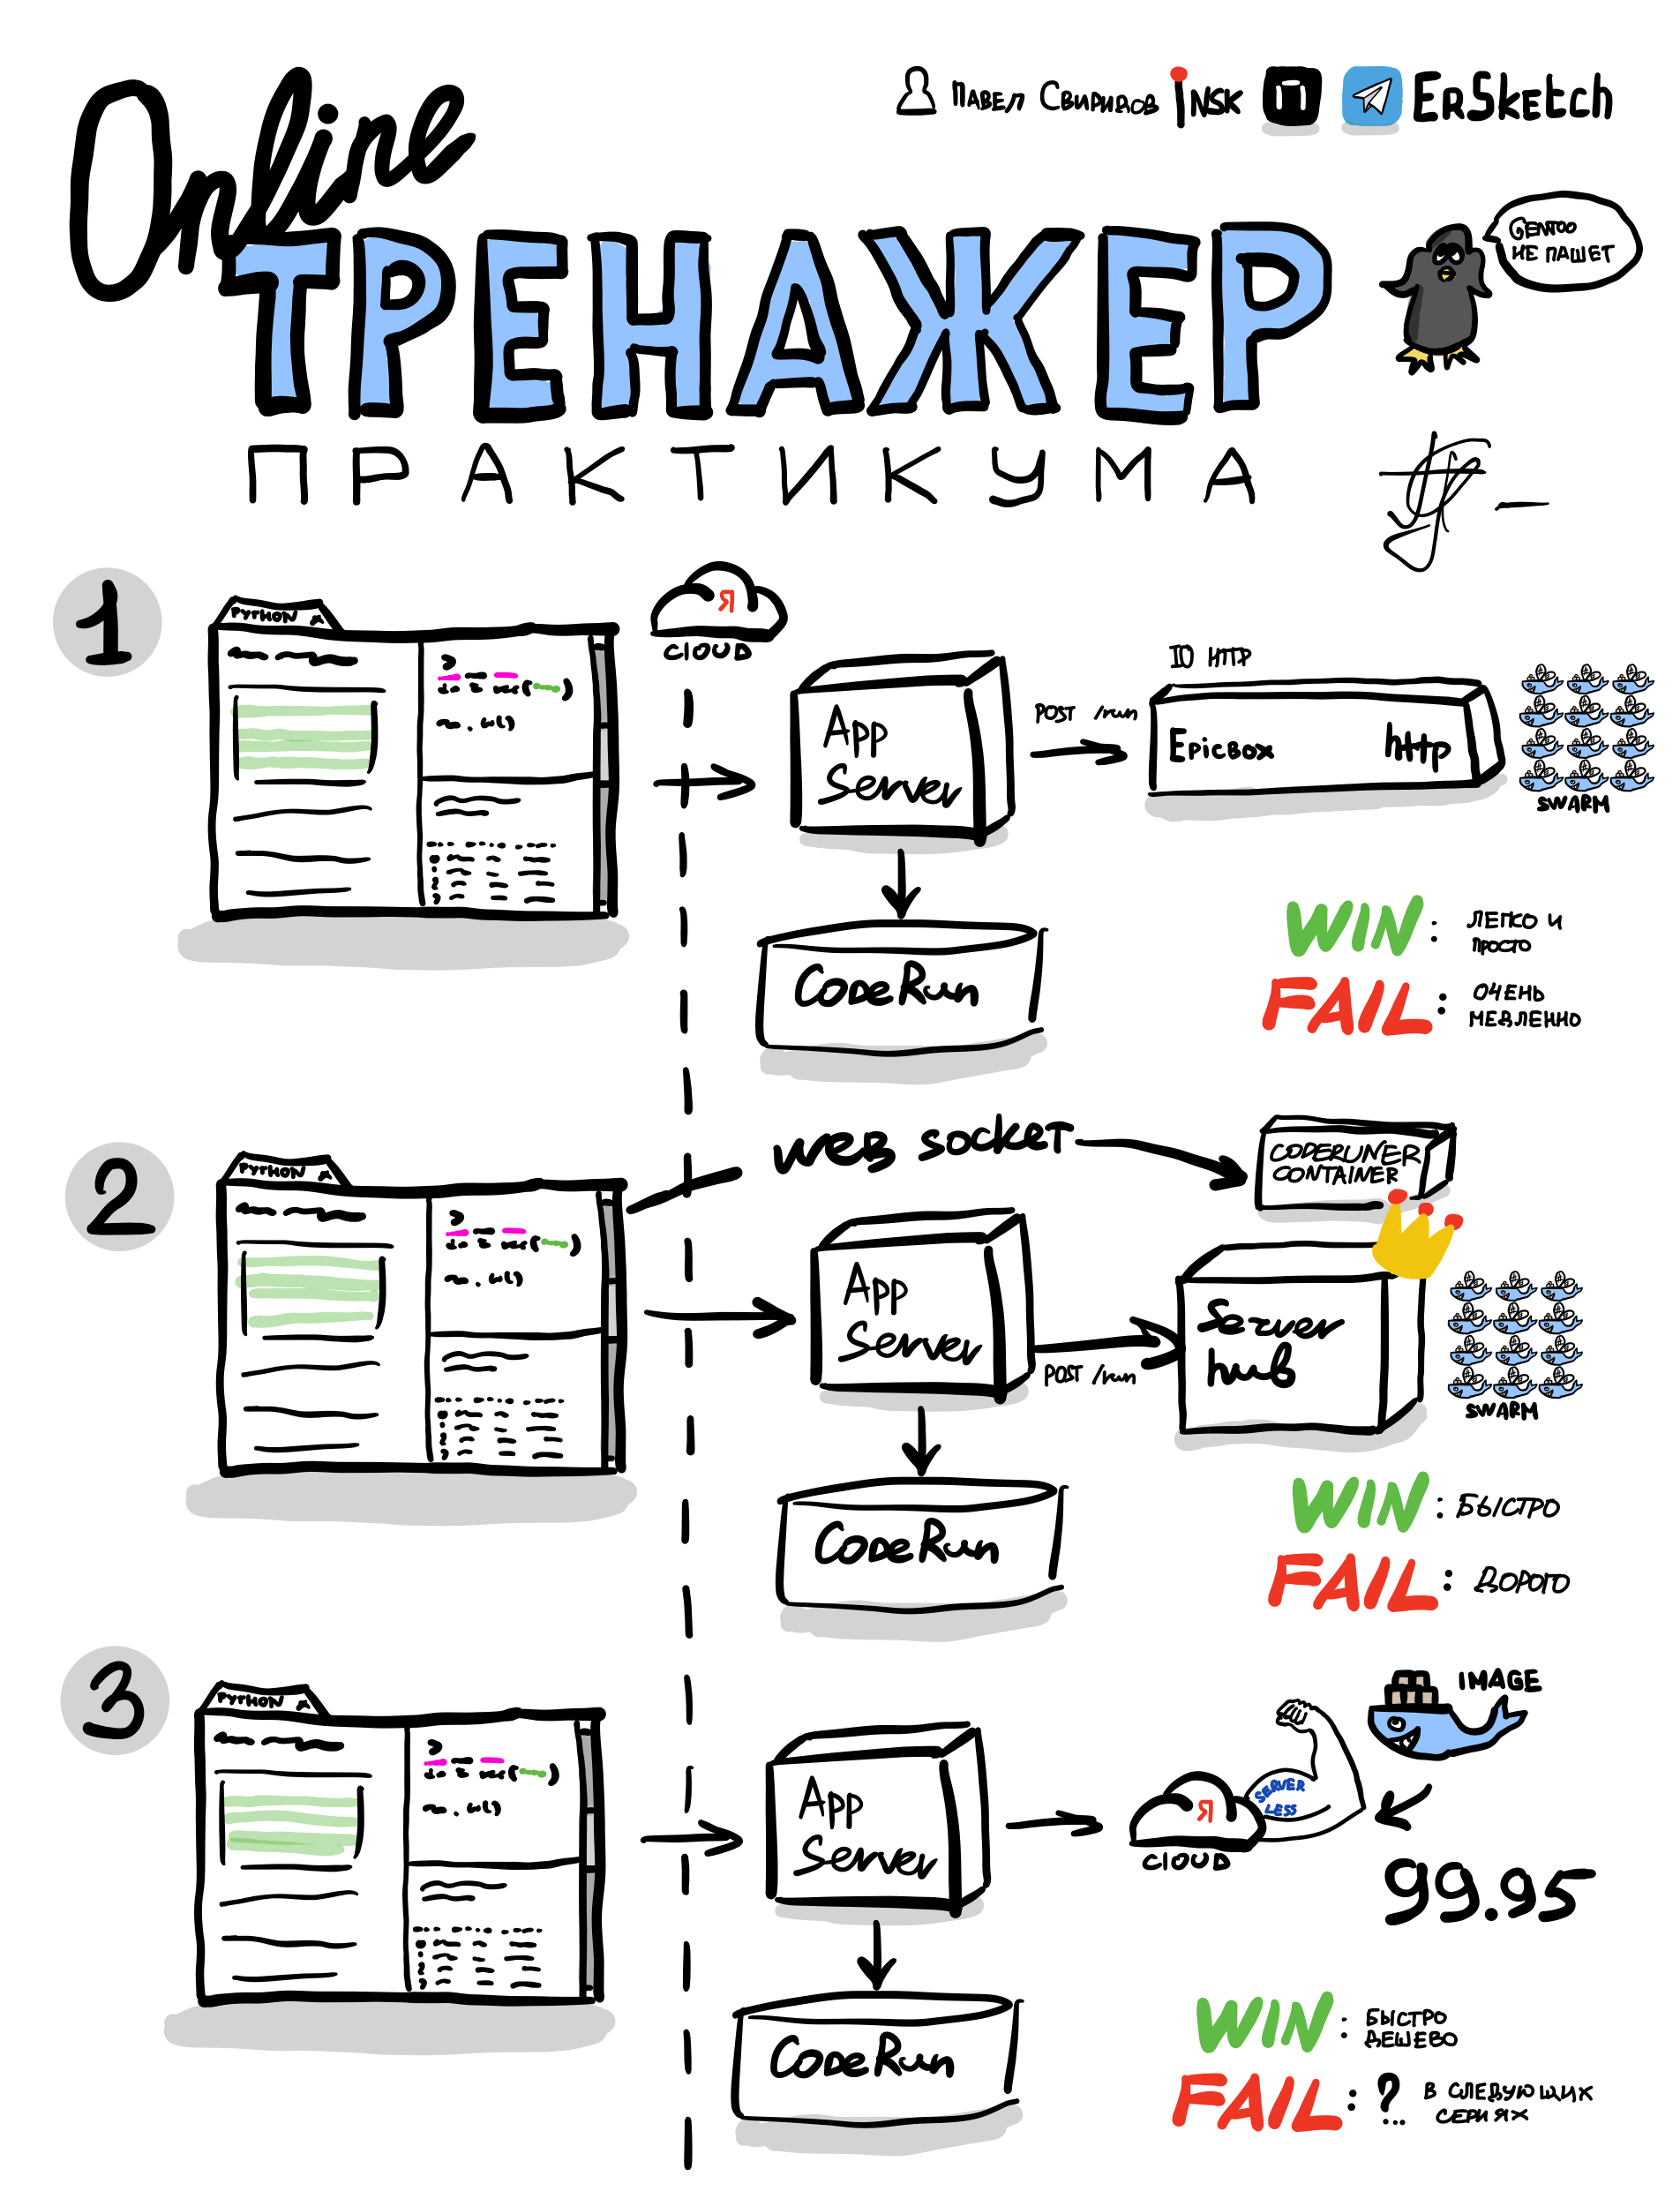 Online
ПАВЕЛ СВИРИДОВ
INSK
П
ERSKETCH
ТРЕНАЖЕР
ПРАКТИКУМА
GENTOO
НЕ ПАШЕТ
1
PYTHON X
Я
CLOUD
App
Server
POST /run
IO HTTP
EPICBOX http
SWARM
CODERUN
WIN: ЛЕГКО И
ПРОСТО
FAIL: ОЧЕНЬ
МЕДЛЕННО
2
PYTHON X
WEB SOCKET
CODERUNER
CONTAINER
App
Server
POST /run
Server
hub
SWARM
CODERUN
WIN: БЫСТРО
FAIL: ДОРОГО
3
PYTHON X
App
Server
Я
CLOUD
SERVER
LESS
IMAGE
99.95
CODERUN
WIN: БЫСТРО
ДЕШЕВО
FAIL: ?... В СЛЕДУЮЩИХ
СЕРИЯХ